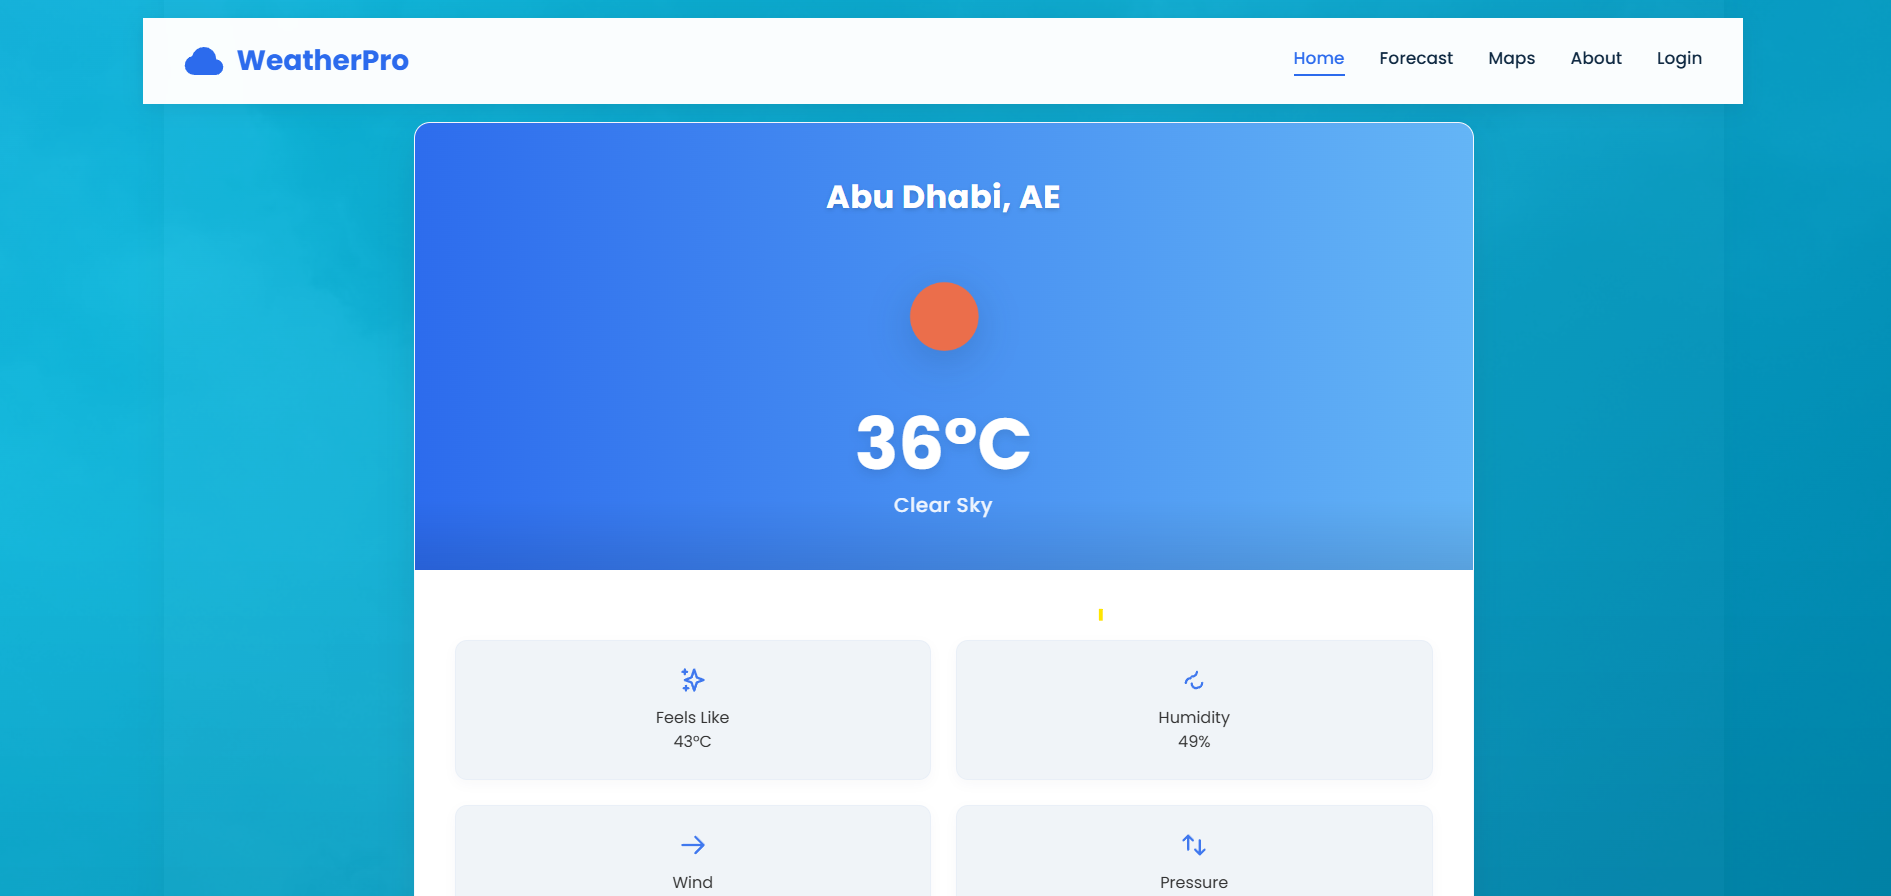 WeatherPro
Home Forecast Maps About Login
Abu Dhabi, AE
36°C
Clear Sky
Feels Like
43°C
Humidity
49%
Wind
Pressure